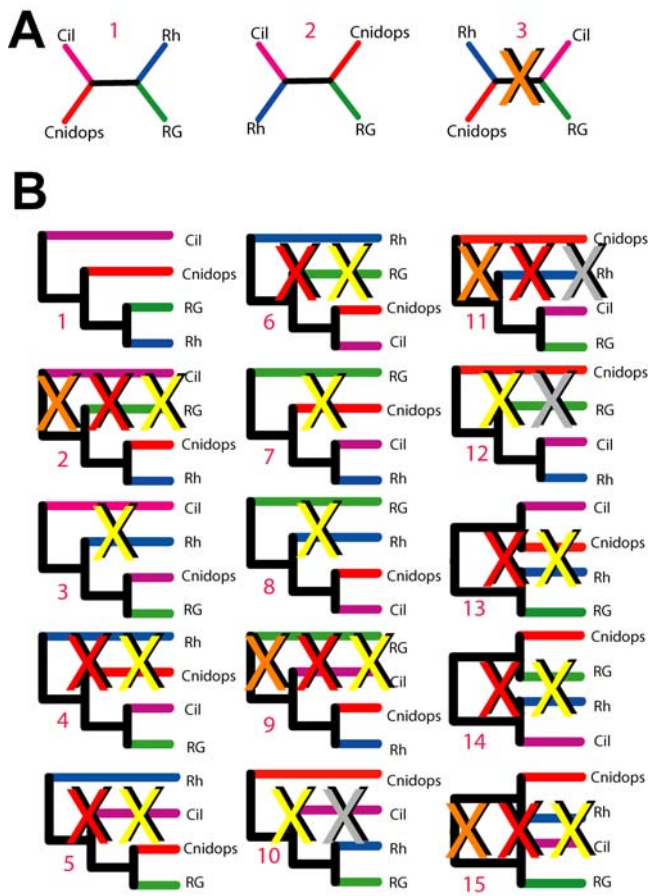 A
1
Cil
Rh
Cnidops
RG
2
Cil
Cnidops
Rh
RG
3
Rh
Cil
Cnidops
RG
B
Cil
Cnidops
RG
Rh
1
Cil
RG
Cnidops
Rh
2
Cil
Rh
Cnidops
RG
3
Rh
Cnidops
Cil
RG
4
Rh
Cil
Cnidops
RG
5
Rh
RG
Cnidops
Cil
6
RG
Cnidops
Cil
Rh
7
RG
Rh
Cnidops
Cil
8
RG
Cil
Cnidops
Rh
9
Cnidops
Cil
Rh
RG
10
Cnidops
Rh
Cil
RG
11
Cnidops
RG
Cil
Rh
12
Cil
Cnidops
Rh
RG
13
Cnidops
RG
Rh
Cil
14
Cnidops
Rh
Cil
RG
15